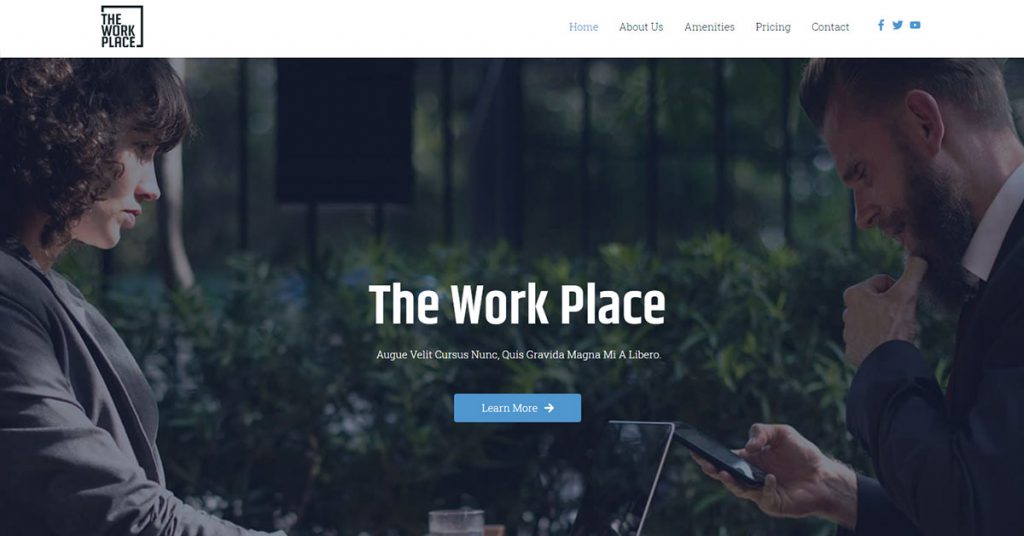 THE
WORK
PLACE
Home About Us Amenities Pricing Contact
The Work Place
Augue Velit Cursus Nunc, Quis Gravida Magna Mi A Libero.
Learn More